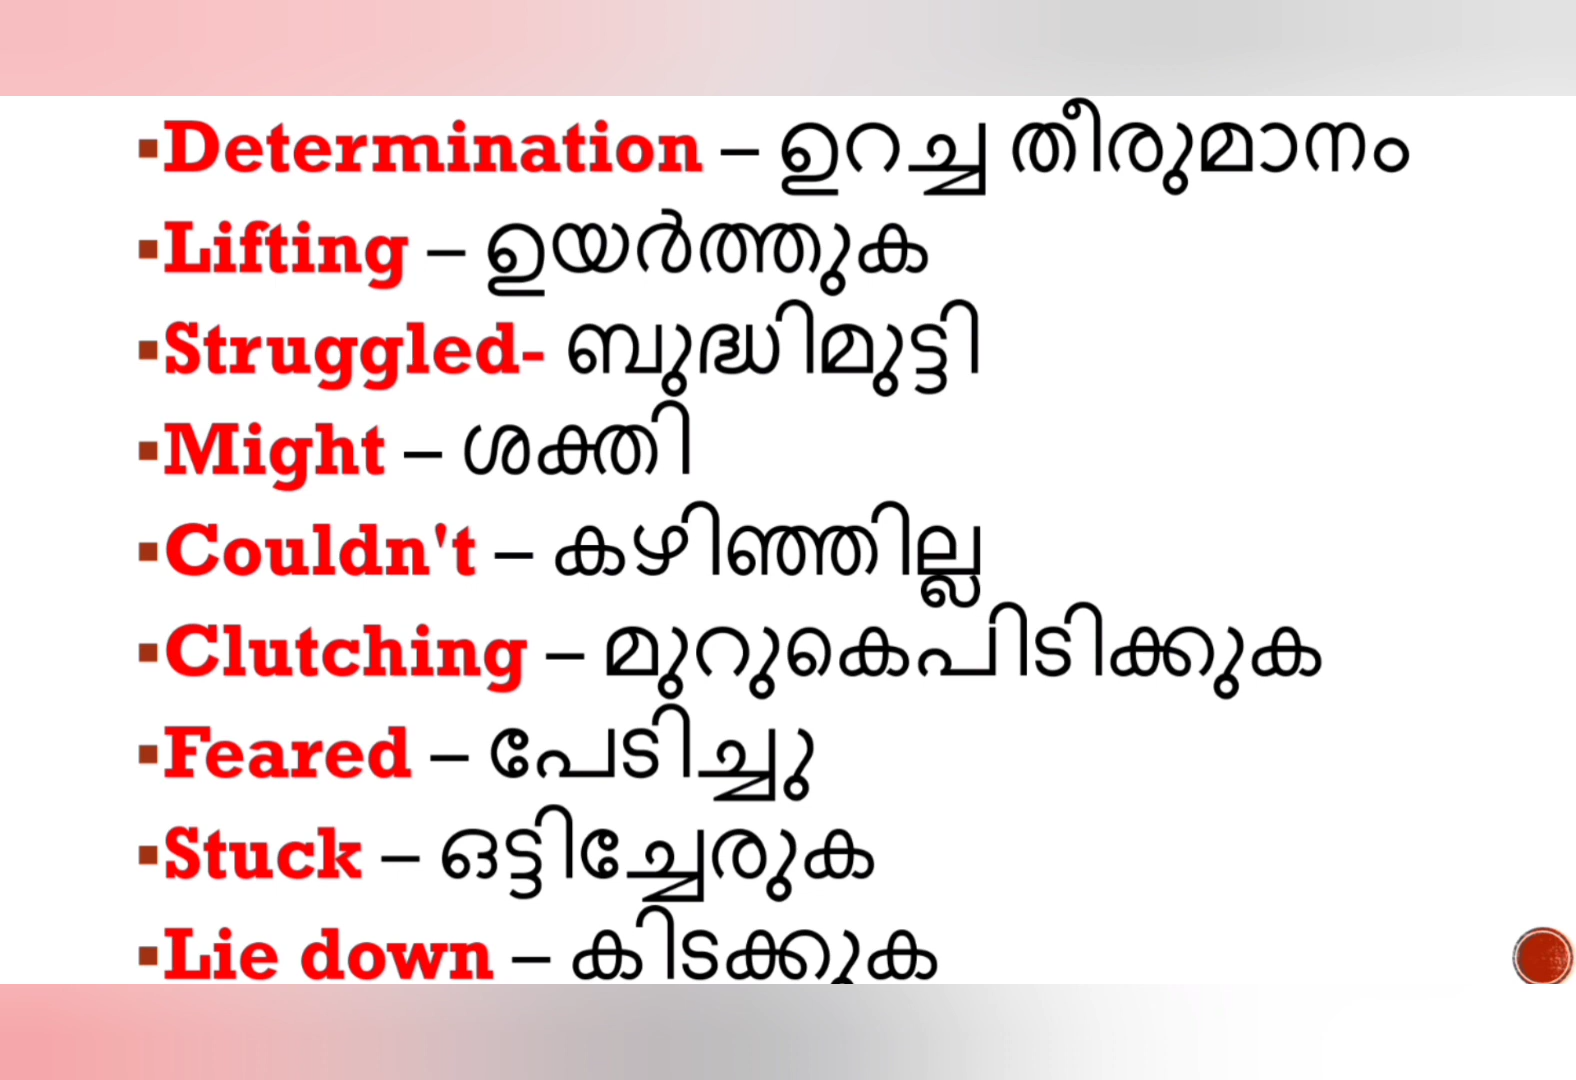 ▪Determination – ഉറച്ച തീരുമാനം
▪Lifting – ഉയർത്തുക
▪Struggled- ബുദ്ധിമുട്ടി
▪Might – ശക്തി
▪Couldn't – കഴിഞ്ഞില്ല
▪Clutching – മുറുകെപിടിക്കുക
▪Feared – പേടിച്ചു
▪Stuck – ഒട്ടിച്ചേരുക
▪Lie down – കിടക്കുക